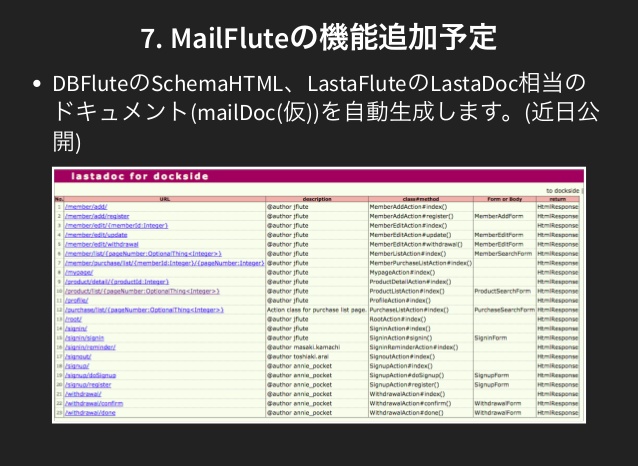 7. MailFluteの機能追加予定
• DBFluteのSchemaHTML、LastaFluteのLastaDoc相当の
ドキュメント(mailDoc(仮))を自動生成します。(近日公
開)
lastadoc for dockside
to dockside |
No. URL description class#method Form or Body return
1 /member/add/ @author jflute MemberAddAction#index() HtmlResponse
2 /member/add/register @author jflute MemberAddAction#register() MemberAddForm HtmlResponse
3 /member/edit/{memberId:Integer} @author jflute MemberEditAction#index() HtmlResponse
4 /member/edit/update @author jflute MemberEditAction#update() MemberEditForm HtmlResponse
5 /member/edit/withdrawal @author jflute MemberEditAction#withdrawal() MemberEditForm HtmlResponse
6 /member/list/{pageNumber:OptionalThing<Integer>} @author jflute MemberListAction#index() MemberSearchForm HtmlResponse
7 /member/purchase/list/{memberId:Integer}/{pageNumber:Integer} @author jflute MemberPurchaseListAction#index() HtmlResponse
8 /mypage/ @author jflute MypageAction#index() HtmlResponse
9 /product/detail/{productId:Integer} @author jflute ProductDetailAction#index() HtmlResponse
10 /product/list/{pageNumber:OptionalThing<Integer>} @author jflute ProductListAction#index() ProductSearchForm HtmlResponse
11 /profile/ @author jflute ProfileAction#index() HtmlResponse
12 /purchase/list/{pageNumber:OptionalThing<Integer>} Action class for purchase list page. PurchaseListAction#index() PurchaseSearchForm HtmlResponse
13 /root/ @author jflute RootAction#index() HtmlResponse
14 /signin/ @author jflute SigninAction#index() HtmlResponse
15 /signin/signin @author jflute SigninAction#signin() SigninForm HtmlResponse
16 /signin/reminder/ @author masaki.kamachi SigninReminderAction#index() HtmlResponse
17 /signout/ @author toshiaki.arai SignoutAction#index() HtmlResponse
18 /signup/ @author annie_pocket SignupAction#index() HtmlResponse
19 /signup/doSignup @author annie_pocket SignupAction#doSignup() SignupForm HtmlResponse
20 /signup/register @author annie_pocket SignupAction#register() SignupForm HtmlResponse
21 /withdrawal/ @author annie_pocket WithdrawalAction#index() HtmlResponse
22 /withdrawal/confirm @author annie_pocket WithdrawalAction#confirm() WithdrawalForm HtmlResponse
23 /withdrawal/done @author annie_pocket WithdrawalAction#done() WithdrawalForm HtmlResponse